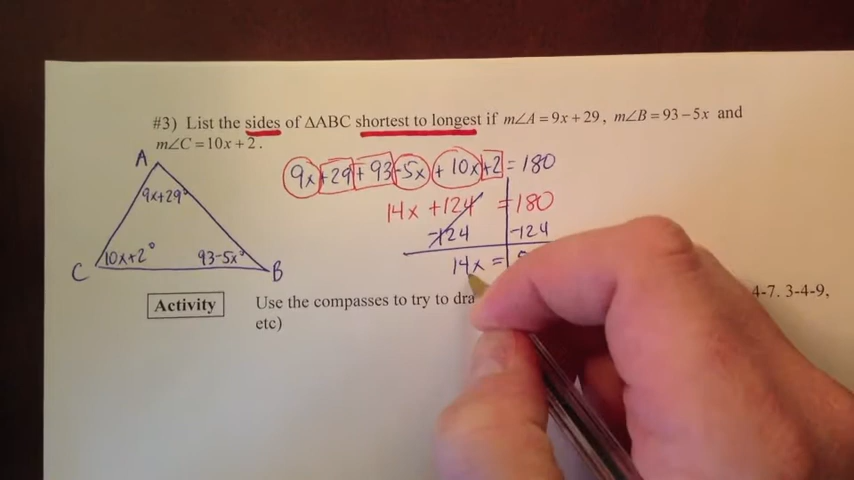 #3) List the sides of ΔABC shortest to longest if m∠A = 9x + 29, m∠B = 93 − 5x and
m∠C = 10x + 2.
A
9x+29°
C
10x+2°
93-5x°
B
9x+29+93-5x+10x+2=180
14x+124=180
-124 -124
14x=
Activity
Use the compasses to try to dra
4-7. 3-4-9,
etc)